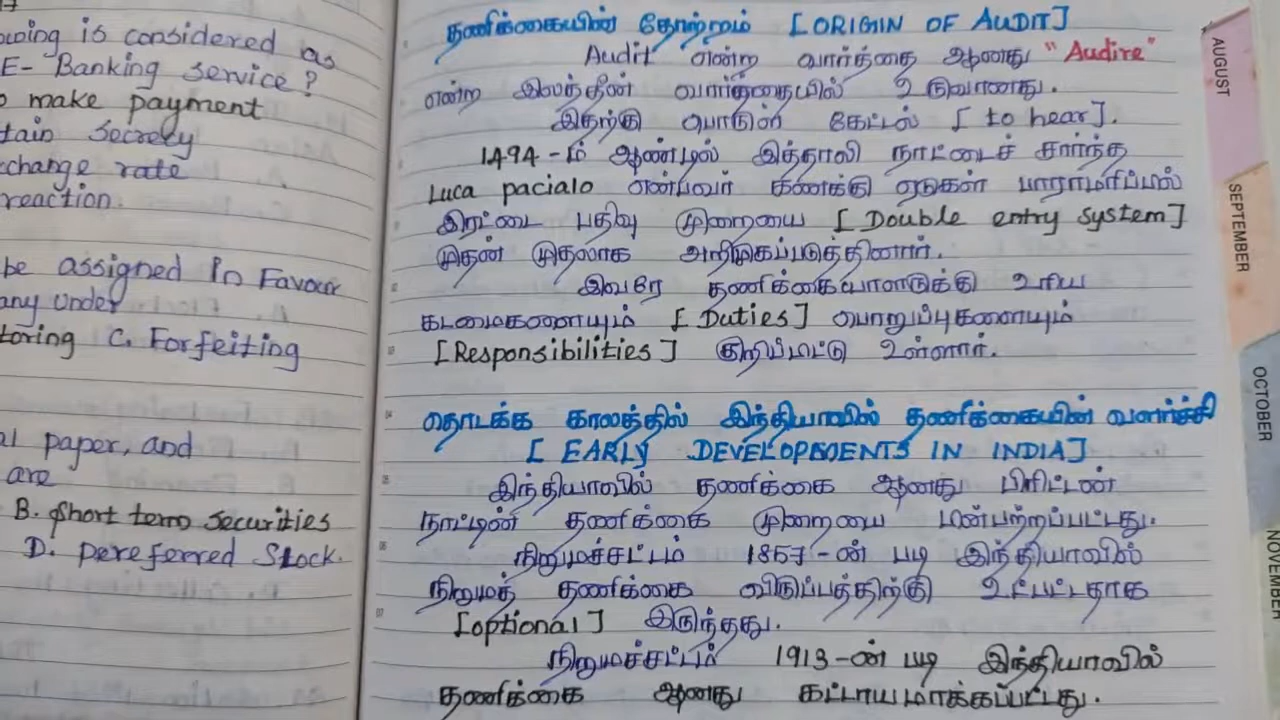 owing is considered as
E- Banking service?
o make payment
tain secrecy
change rate
reaction.
be assigned in Favour
any under
toring C. Forfeiting
al paper, and
are
B. Short term securities
D. pereferred Stock.
தணிக்கையின் தோற்றம் [ORIGIN OF AUDIT]
Audit என்ற வார்த்தை ஆனது "Audire"
என்ற இலத்தீன் வார்த்தையில் உருவானது.
இதற்கு பொருள் கேட்டல் [to hear].
1494-ம் ஆண்டில் இத்தாலி நாட்டைச் சார்ந்த
Luca pacialo என்பவர் கணக்கு ஏடுகள் பாராமரிப்பில்
இரட்டை பதிவு முறையை [Double entry system]
முதன் முதலாக அறிமுகப்படுத்தினார்.
இவரே தணிக்கையாளருக்கு உரிய
கடமைகளையும் [Duties] பொறுப்புகளையும்
[Responsibilities] குறிப்பிட்டு உள்ளார்.
தொடக்க காலத்தில் இந்தியாவில் தணிக்கையின் வளர்ச்சி
[EARLY DEVELOPMENTS IN INDIA]
இந்தியாவில் தணிக்கை ஆனது பிரிட்டன்
நாட்டின் தணிக்கை முறையை பின்பற்றப்பட்டது.
நிறுமச்சட்டம் 1857-ன் படி இந்தியாவில்
நிறுமத் தணிக்கை விருப்பத்திற்கு உட்பட்டதாக
[optional] இருந்தது.
நிறுமச்சட்டம் 1913-ன் படி இந்தியாவில்
தணிக்கை ஆனது கட்டாயமாக்கப்பட்டது.
AUGUST
SEPTEMBER
OCTOBER
NOVEMBER